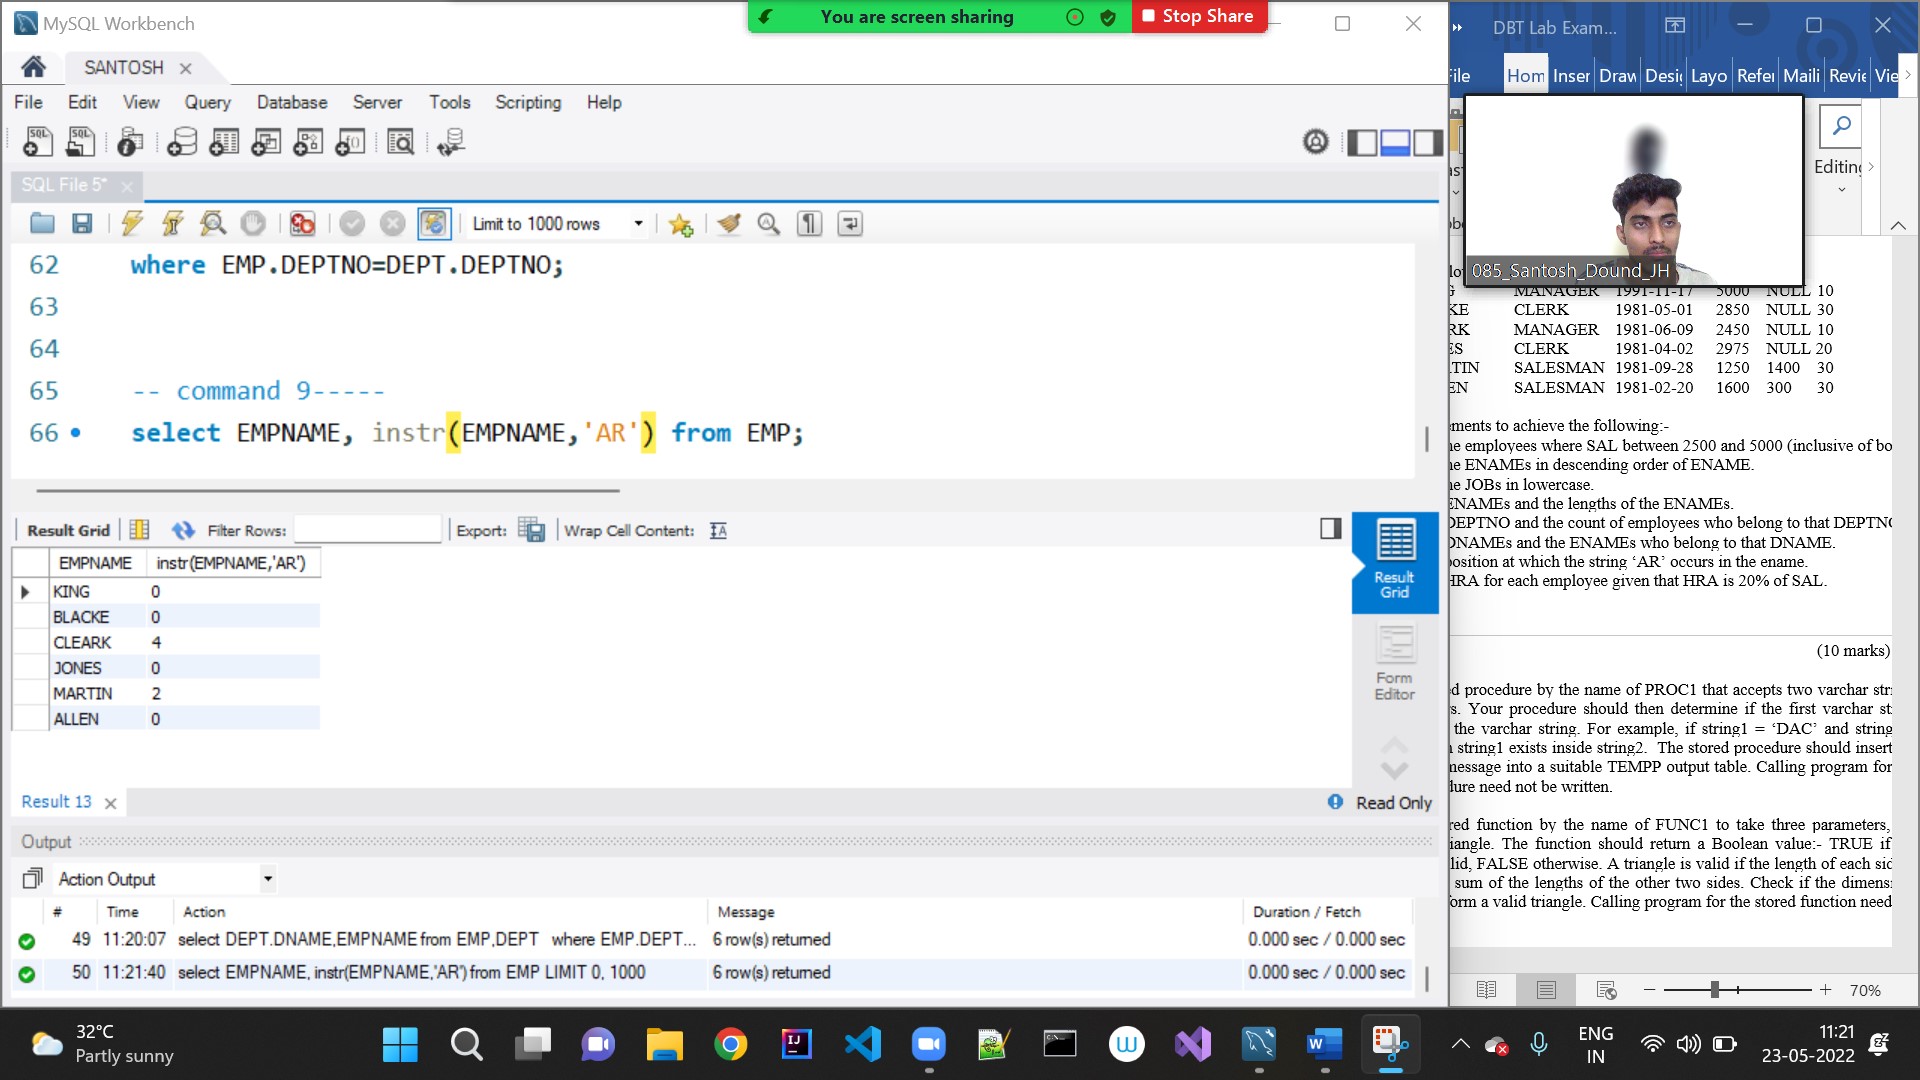 MySQL Workbench
You are screen sharing
Stop Share
SANTOSH
File Edit View Query Database Server Tools Scripting Help
SQL File 5*
Limit to 1000 rows
62 where EMP.DEPTNO=DEPT.DEPTNO;
63
64
65 -- command 9-----
66 select EMPNAME, instr(EMPNAME,'AR') from EMP;
Result Grid Filter Rows: Export: Wrap Cell Content:
EMPNAME instr(EMPNAME,'AR')
KING 0
BLACKE 0
CLEARK 4
JONES 0
MARTIN 2
ALLEN 0
Result Grid
Form Editor
Result 13
Read Only
Output
Action Output
# Time Action Message Duration / Fetch
49 11:20:07 select DEPT.DNAME,EMPNAME from EMP,DEPT where EMP.DEPT... 6 row(s) returned 0.000 sec / 0.000 sec
50 11:21:40 select EMPNAME, instr(EMPNAME,'AR') from EMP LIMIT 0, 1000 6 row(s) returned 0.000 sec / 0.000 sec
DBT Lab Exam...
ile Hom Inser Draw Desig Layo Refer Maili Revie Vie
Editing
085_Santosh_Dound_JH
G MANAGER 1991-11-17 5000 NULL 10
KE CLERK 1981-05-01 2850 NULL 30
RK MANAGER 1981-06-09 2450 NULL 10
ES CLERK 1981-04-02 2975 NULL 20
TIN SALESMAN 1981-09-28 1250 1400 30
EN SALESMAN 1981-02-20 1600 300 30
ements to achieve the following:-
he employees where SAL between 2500 and 5000 (inclusive of bo
he ENAMEs in descending order of ENAME.
he JOBs in lowercase.
ENAMEs and the lengths of the ENAMEs.
DEPTNO and the count of employees who belong to that DEPTNO
DNAMEs and the ENAMEs who belong to that DNAME.
position at which the string ‘AR’ occurs in the ename.
HRA for each employee given that HRA is 20% of SAL.
(10 marks)
d procedure by the name of PROC1 that accepts two varchar stri
s. Your procedure should then determine if the first varchar st
the varchar string. For example, if string1 = ‘DAC’ and string
string1 exists inside string2. The stored procedure should insert
message into a suitable TEMPP output table. Calling program for
dure need not be written.
red function by the name of FUNC1 to take three parameters,
iangle. The function should return a Boolean value:- TRUE if
lid, FALSE otherwise. A triangle is valid if the length of each sid
sum of the lengths of the other two sides. Check if the dimensi
orm a valid triangle. Calling program for the stored function need
70%
32°C
Partly sunny
ENG
IN
11:21
23-05-2022